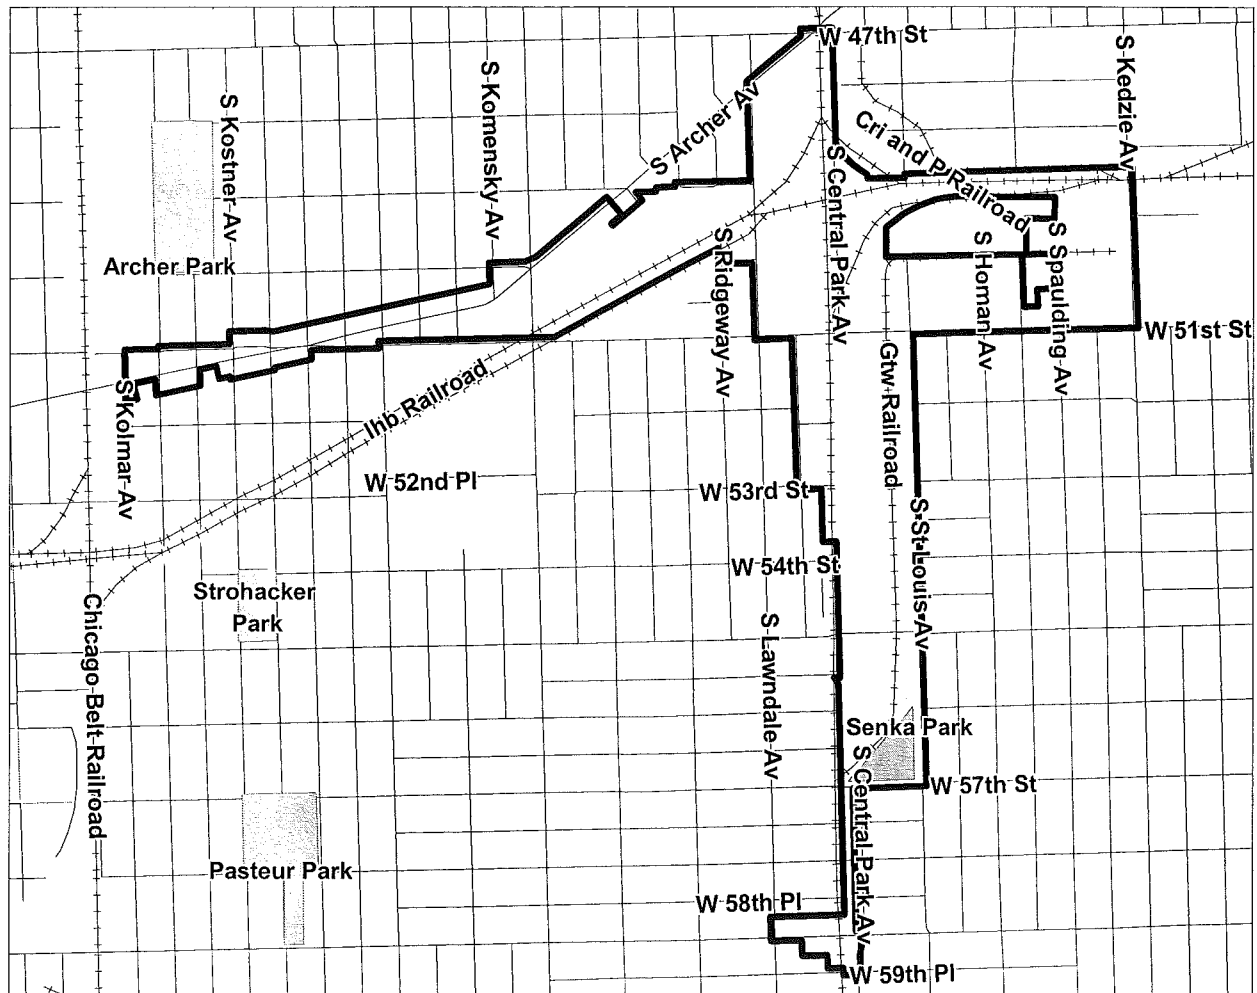 W 47th St
S Kedzie Av
S Komensky Av
S Kostner Av
S Archer Av
Cri and P Railroad
S Central Park Av
Archer Park
S Ridgeway Av
S Homan Av
S Spaulding Av
W 51st St
S Kolmar Av
Ihb Railroad
Gtw Railroad
W 52nd Pl
W 53rd St
S St Louis Av
W 54th St
Strohacker
Park
Chicago Belt Railroad
S Lawndale Av
Senka Park
S Central Park Av
W 57th St
Pasteur Park
W 58th Pl
W 59th Pl